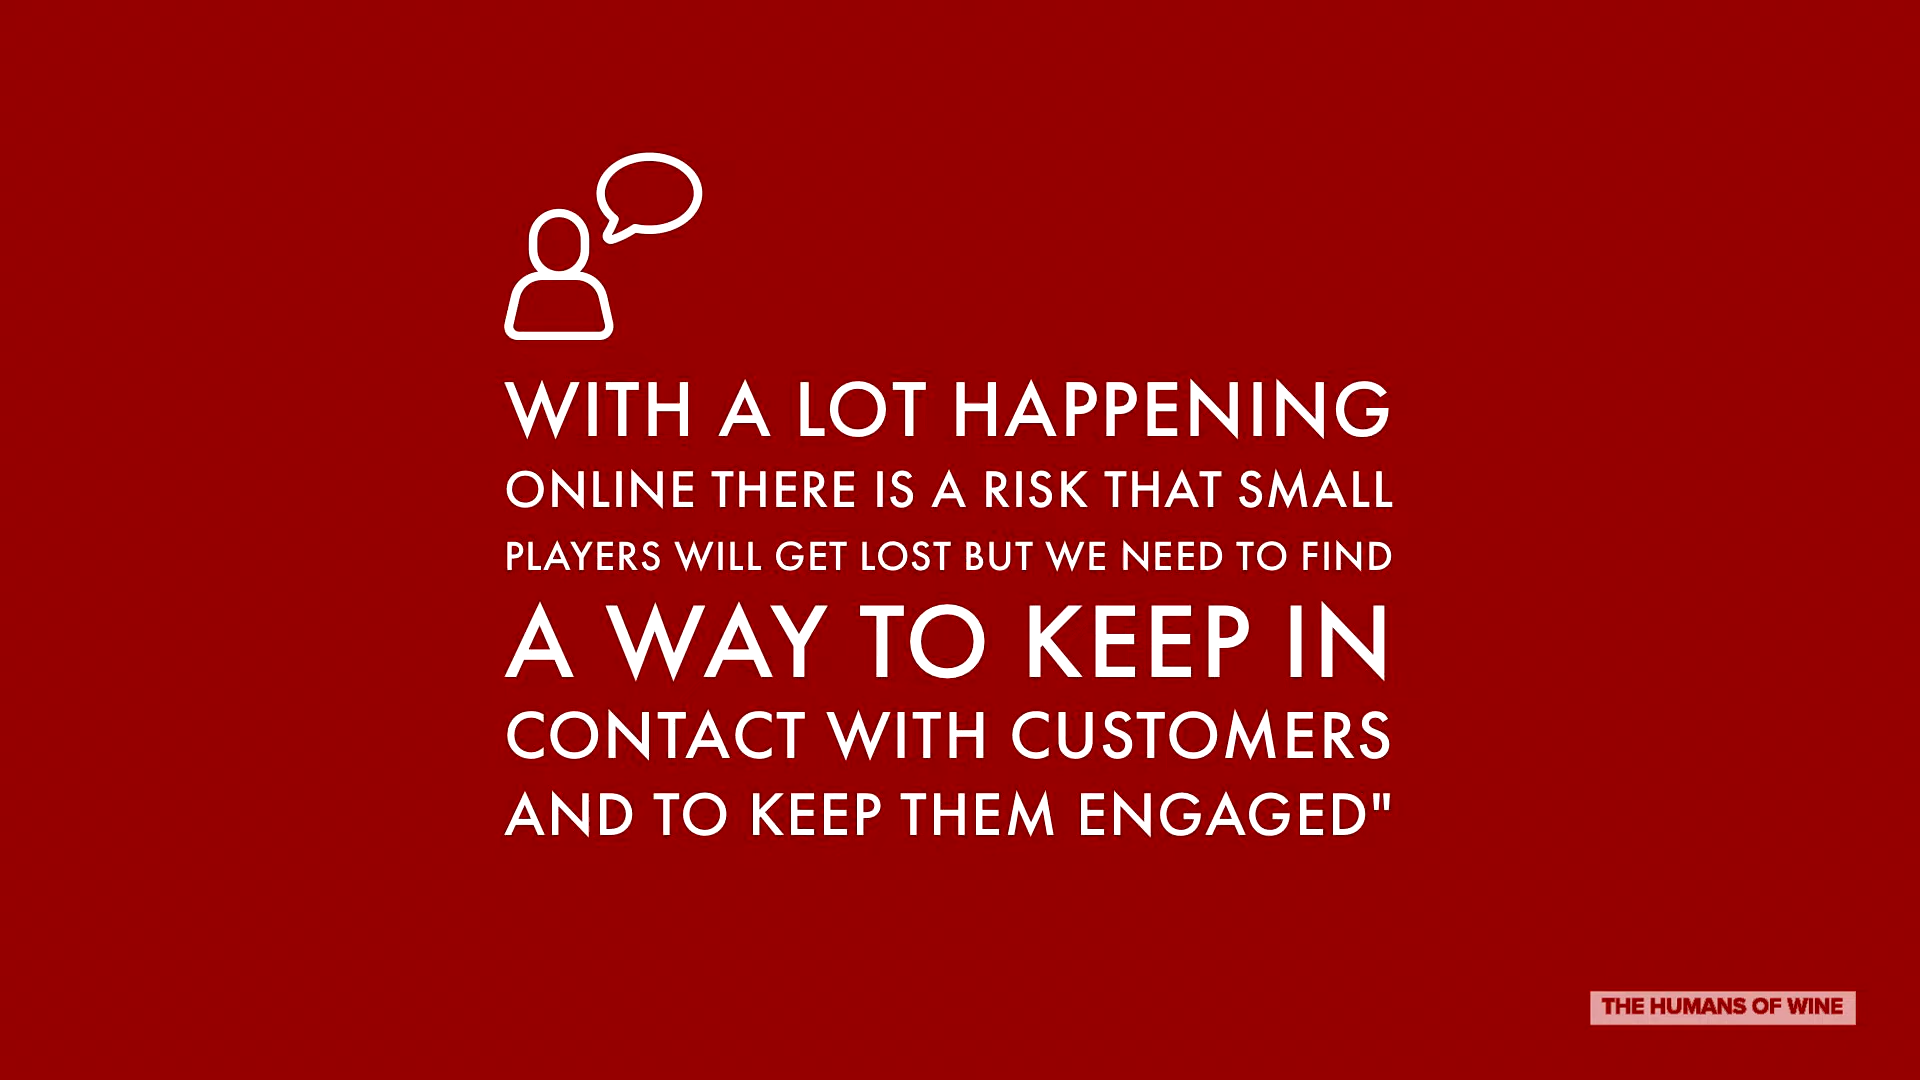 WITH A LOT HAPPENING
ONLINE THERE IS A RISK THAT SMALL
PLAYERS WILL GET LOST BUT WE NEED TO FIND
A WAY TO KEEP IN
CONTACT WITH CUSTOMERS
AND TO KEEP THEM ENGAGED"
THE HUMANS OF WINE